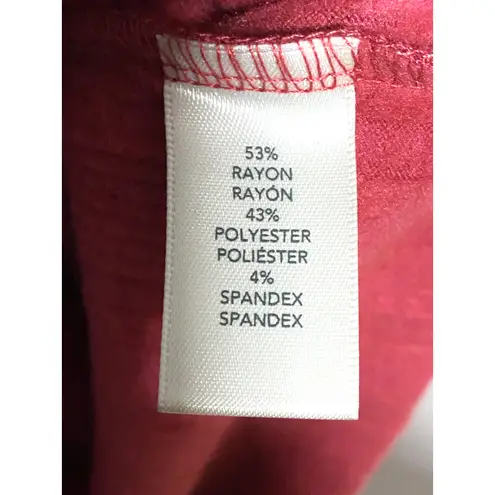 53%
RAYON
RAYÓN
43%
POLYESTER
POLIÉSTER
4%
SPANDEX
SPANDEX